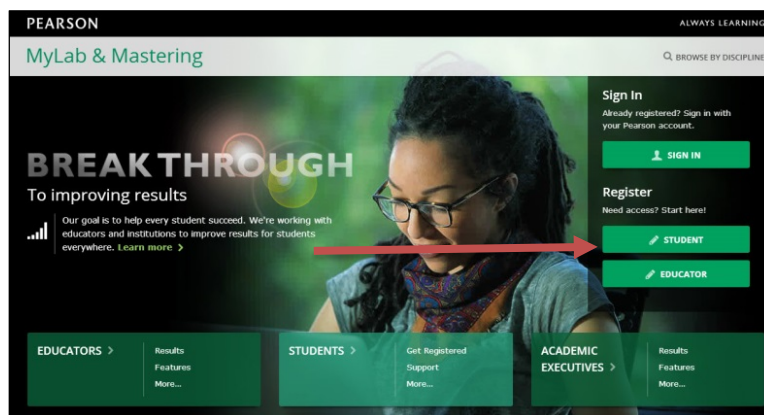 PEARSON
ALWAYS LEARNING
MyLab & Mastering
BROWSE BY DISCIPLINE
BREAKTHROUGH
To improving results
Our goal is to help every student succeed. We're working with
educators and institutions to improve results for students
everywhere. Learn more >
Sign In
Already registered? Sign in with
your Pearson account.
SIGN IN
Register
Need access? Start here!
STUDENT
EDUCATOR
EDUCATORS >
Results
Features
More...
STUDENTS >
Get Registered
Support
More...
ACADEMIC
EXECUTIVES >
Results
Features
More...